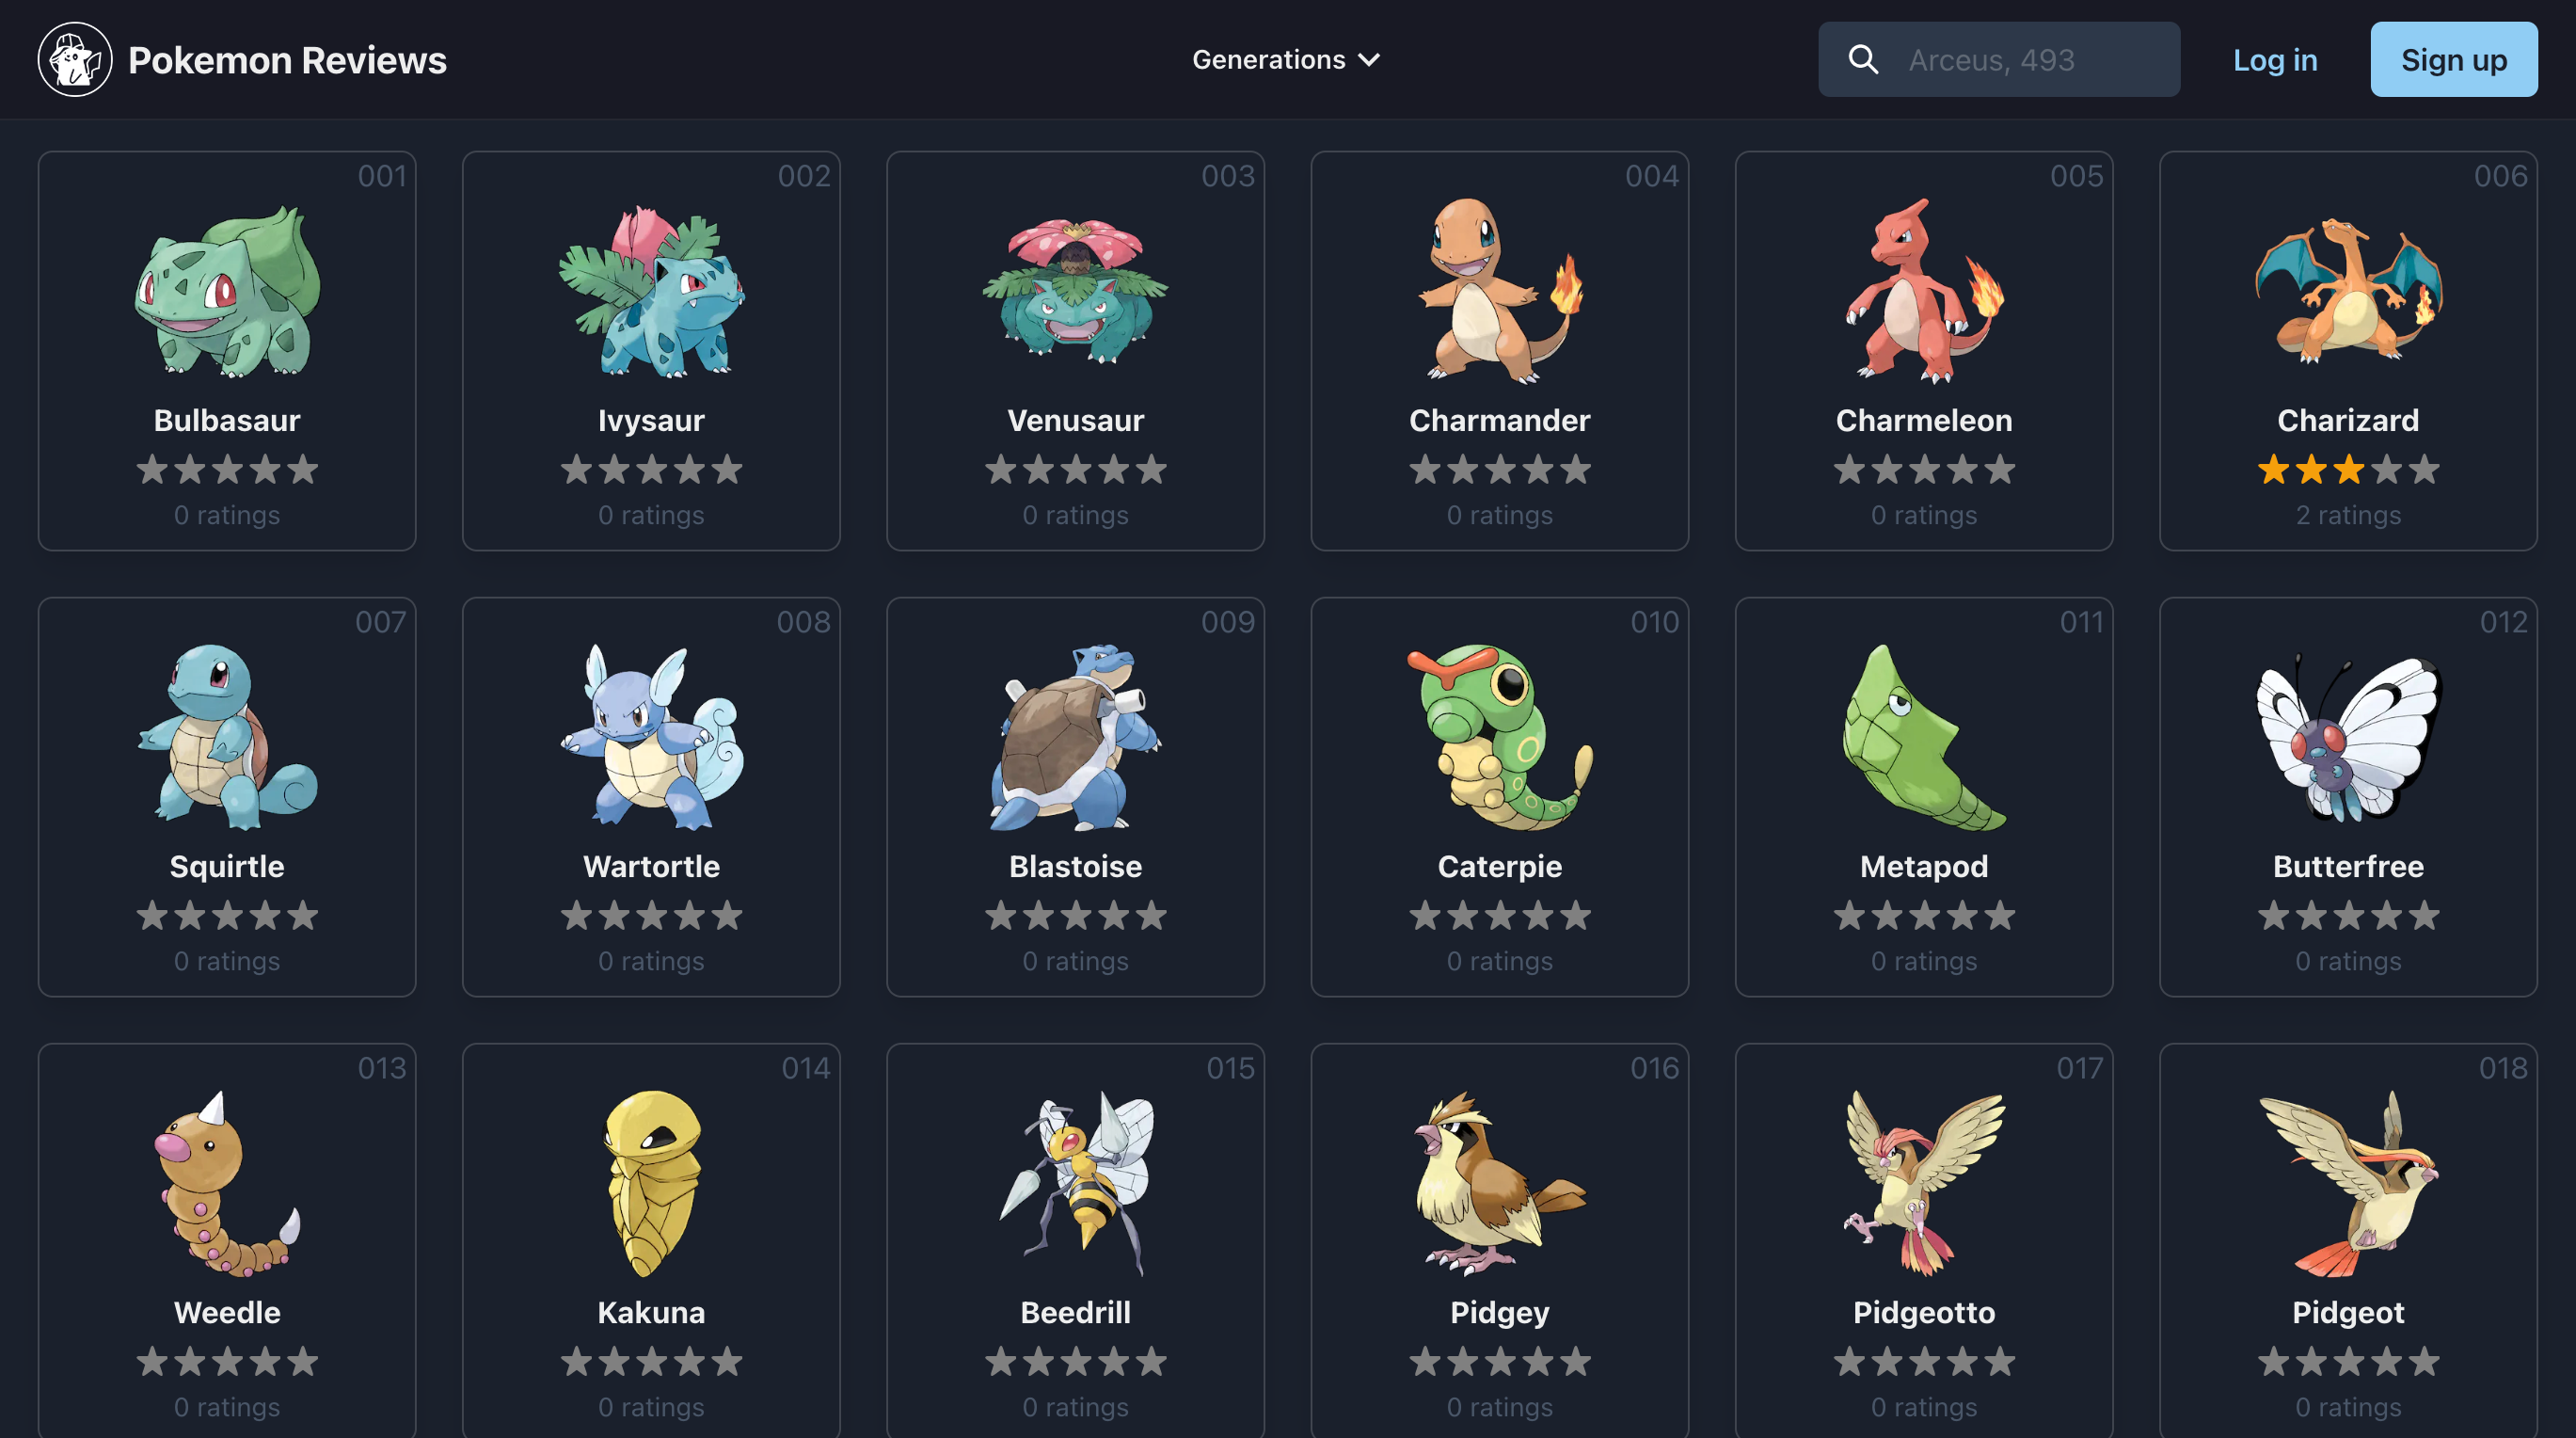 Pokemon Reviews
Generations
Arceus, 493
Log in
Sign up
001
002
003
004
005
006
Bulbasaur
Ivysaur
Venusaur
Charmander
Charmeleon
Charizard
0 ratings
0 ratings
0 ratings
0 ratings
0 ratings
2 ratings
007
008
009
010
011
012
Squirtle
Wartortle
Blastoise
Caterpie
Metapod
Butterfree
0 ratings
0 ratings
0 ratings
0 ratings
0 ratings
0 ratings
013
014
015
016
017
018
Weedle
Kakuna
Beedrill
Pidgey
Pidgeotto
Pidgeot
0 ratings
0 ratings
0 ratings
0 ratings
0 ratings
0 ratings